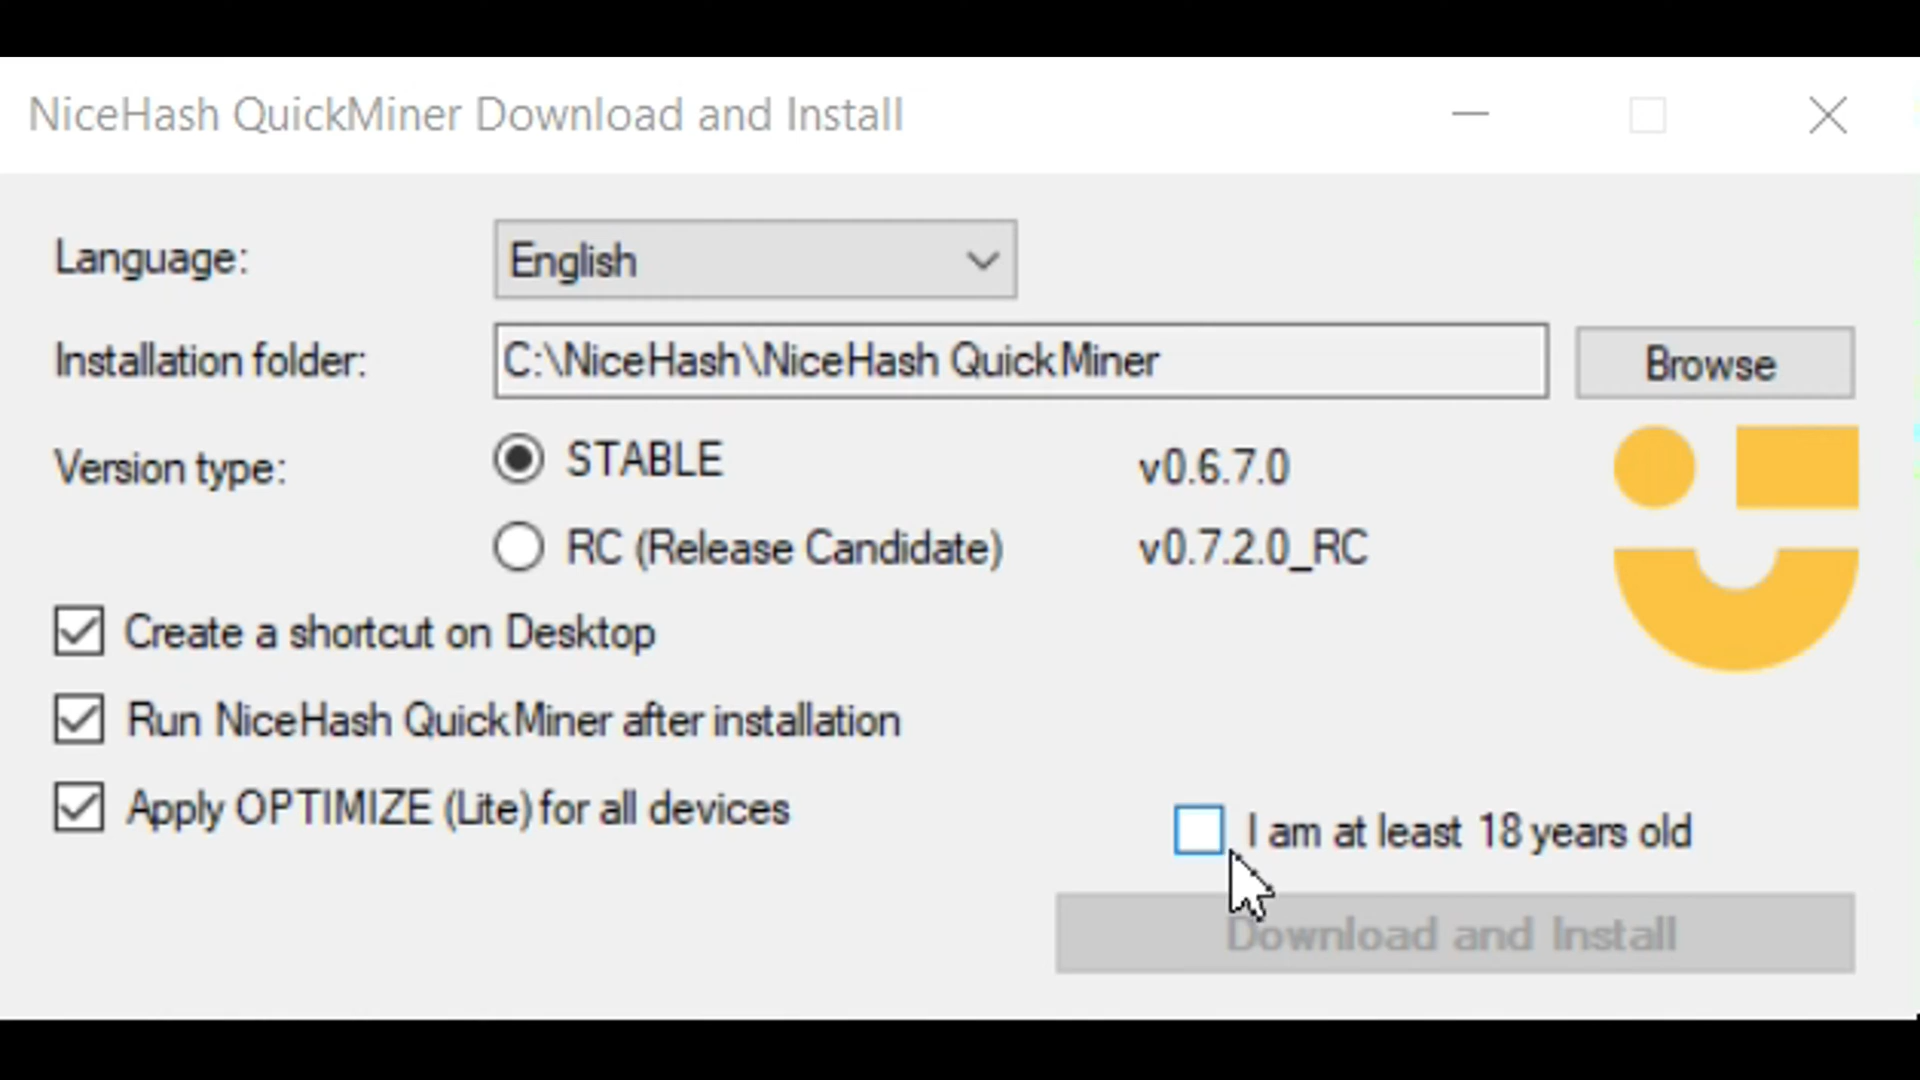 NiceHash QuickMiner Download and Install
Language:
English
Installation folder:
C:\NiceHash\NiceHash QuickMiner
Browse
Version type:
STABLE
v0.6.7.0
RC (Release Candidate)
v0.7.2.0_RC
Create a shortcut on Desktop
Run NiceHash QuickMiner after installation
Apply OPTIMIZE (Lite) for all devices
I am at least 18 years old
Download and Install